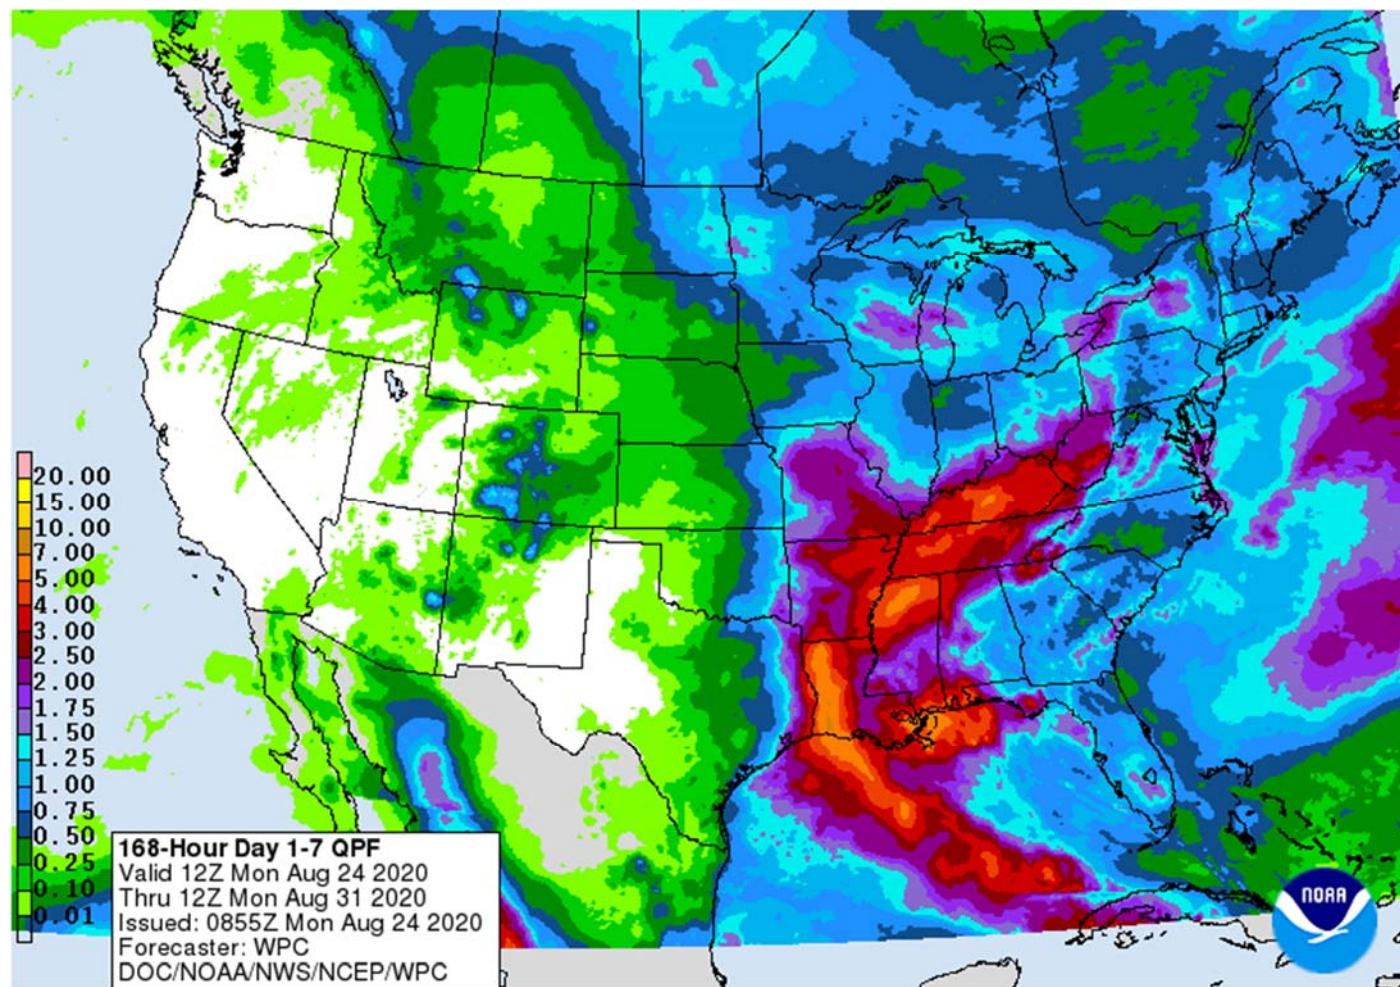 20.00
15.00
10.00
7.00
5.00
4.00
3.00
2.50
2.00
1.75
1.50
1.25
1.00
0.75
0.50
0.25
0.10
0.01
168-Hour Day 1-7 QPF
Valid 12Z Mon Aug 24 2020
Thru 12Z Mon Aug 31 2020
Issued: 0855Z Mon Aug 24 2020
Forecaster: WPC
DOC/NOAA/NWS/NCEP/WPC
NOAA